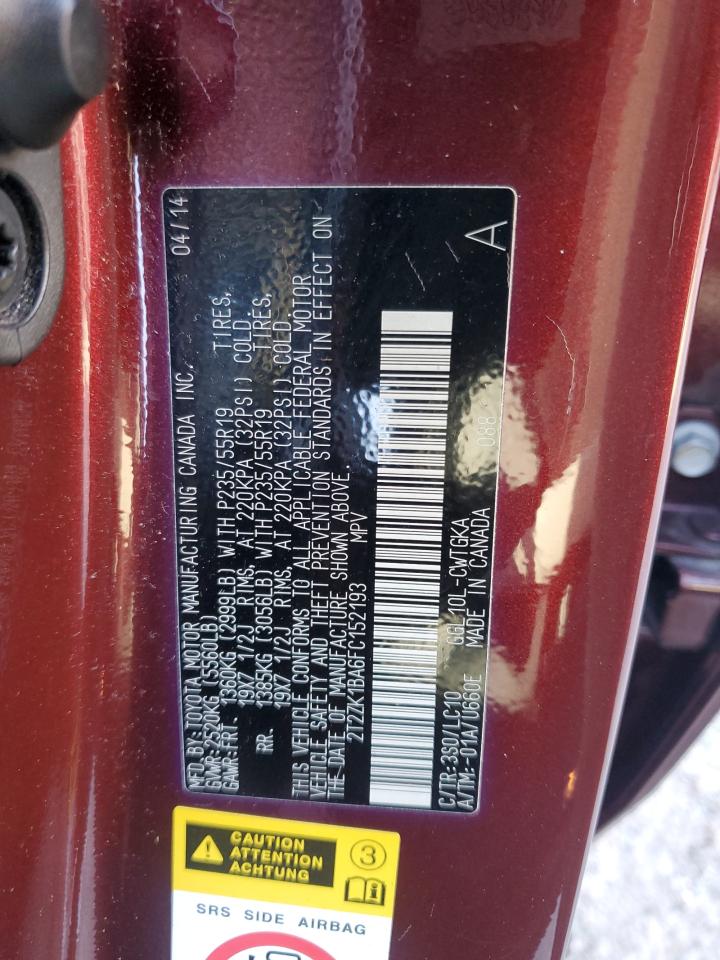 MFD. BY: TOYOTA MOTOR MANUFACTURING CANADA INC. 04/14
GVWR: 2520KG (5560LB)
GAWR:FRT- 1360KG (2998LB) WITH P235/55R19 TIRES,
19X7 1/2J RIMS, AT 220KPA (32PSI) COLD.
RR. 1385KG (3056LB) WITH P235/55R19 TIRES,
19X7 1/2J RIMS, AT 220KPA (32PSI) COLD.
THIS VEHICLE CONFORMS TO ALL APPLICABLE FEDERAL MOTOR
VEHICLE SAFETY AND THEFT PREVENTION STANDARDS IN EFFECT ON
THE DATE OF MANUFACTURE SHOWN ABOVE.
2T2ZK1BA6FC152193 MPV
C/TR:3S0/LC10 GGL10L-CWTGKA 088
A/TM:-01A/U660E MADE IN CANADA
A
CAUTION
ATTENTION
ACHTUNG
3
SRS SIDE AIRBAG